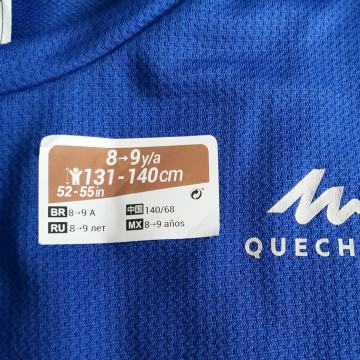 8→9y/a
131-140cm
52-55in
BR 8→9 A
中国 140/68
RU 8→9 лет
MX 8→9 años
QUECH